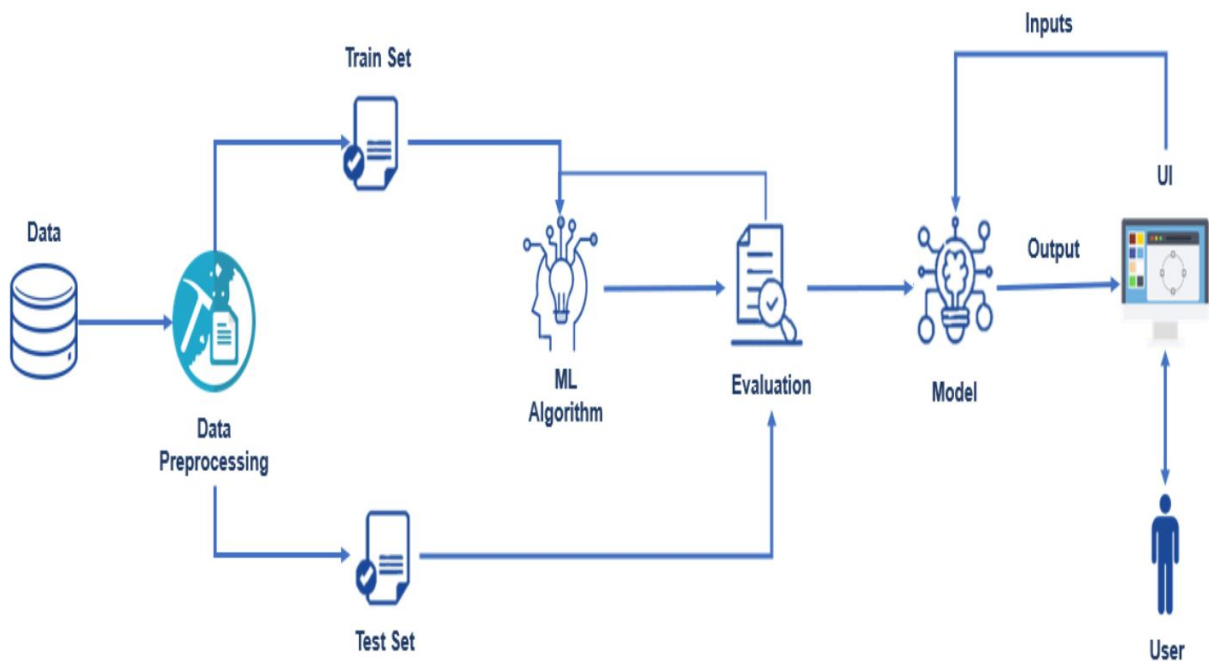 Inputs
Train Set
UI
Data
Output
ML
Algorithm
Evaluation
Model
Data
Preprocessing
Test Set
User